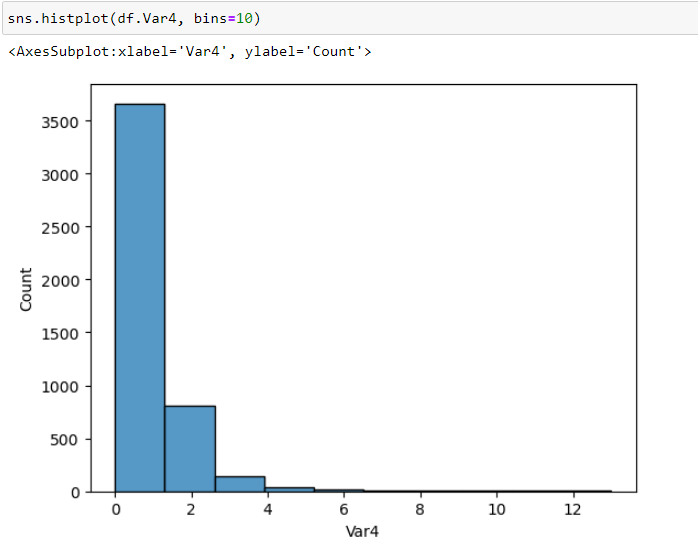 sns.histplot(df.Var4, bins=10)
<AxesSubplot:xlabel='Var4', ylabel='Count'>
3500
3000
2500
2000
1500
1000
500
0
Count
0 2 4 6 8 10 12
Var4